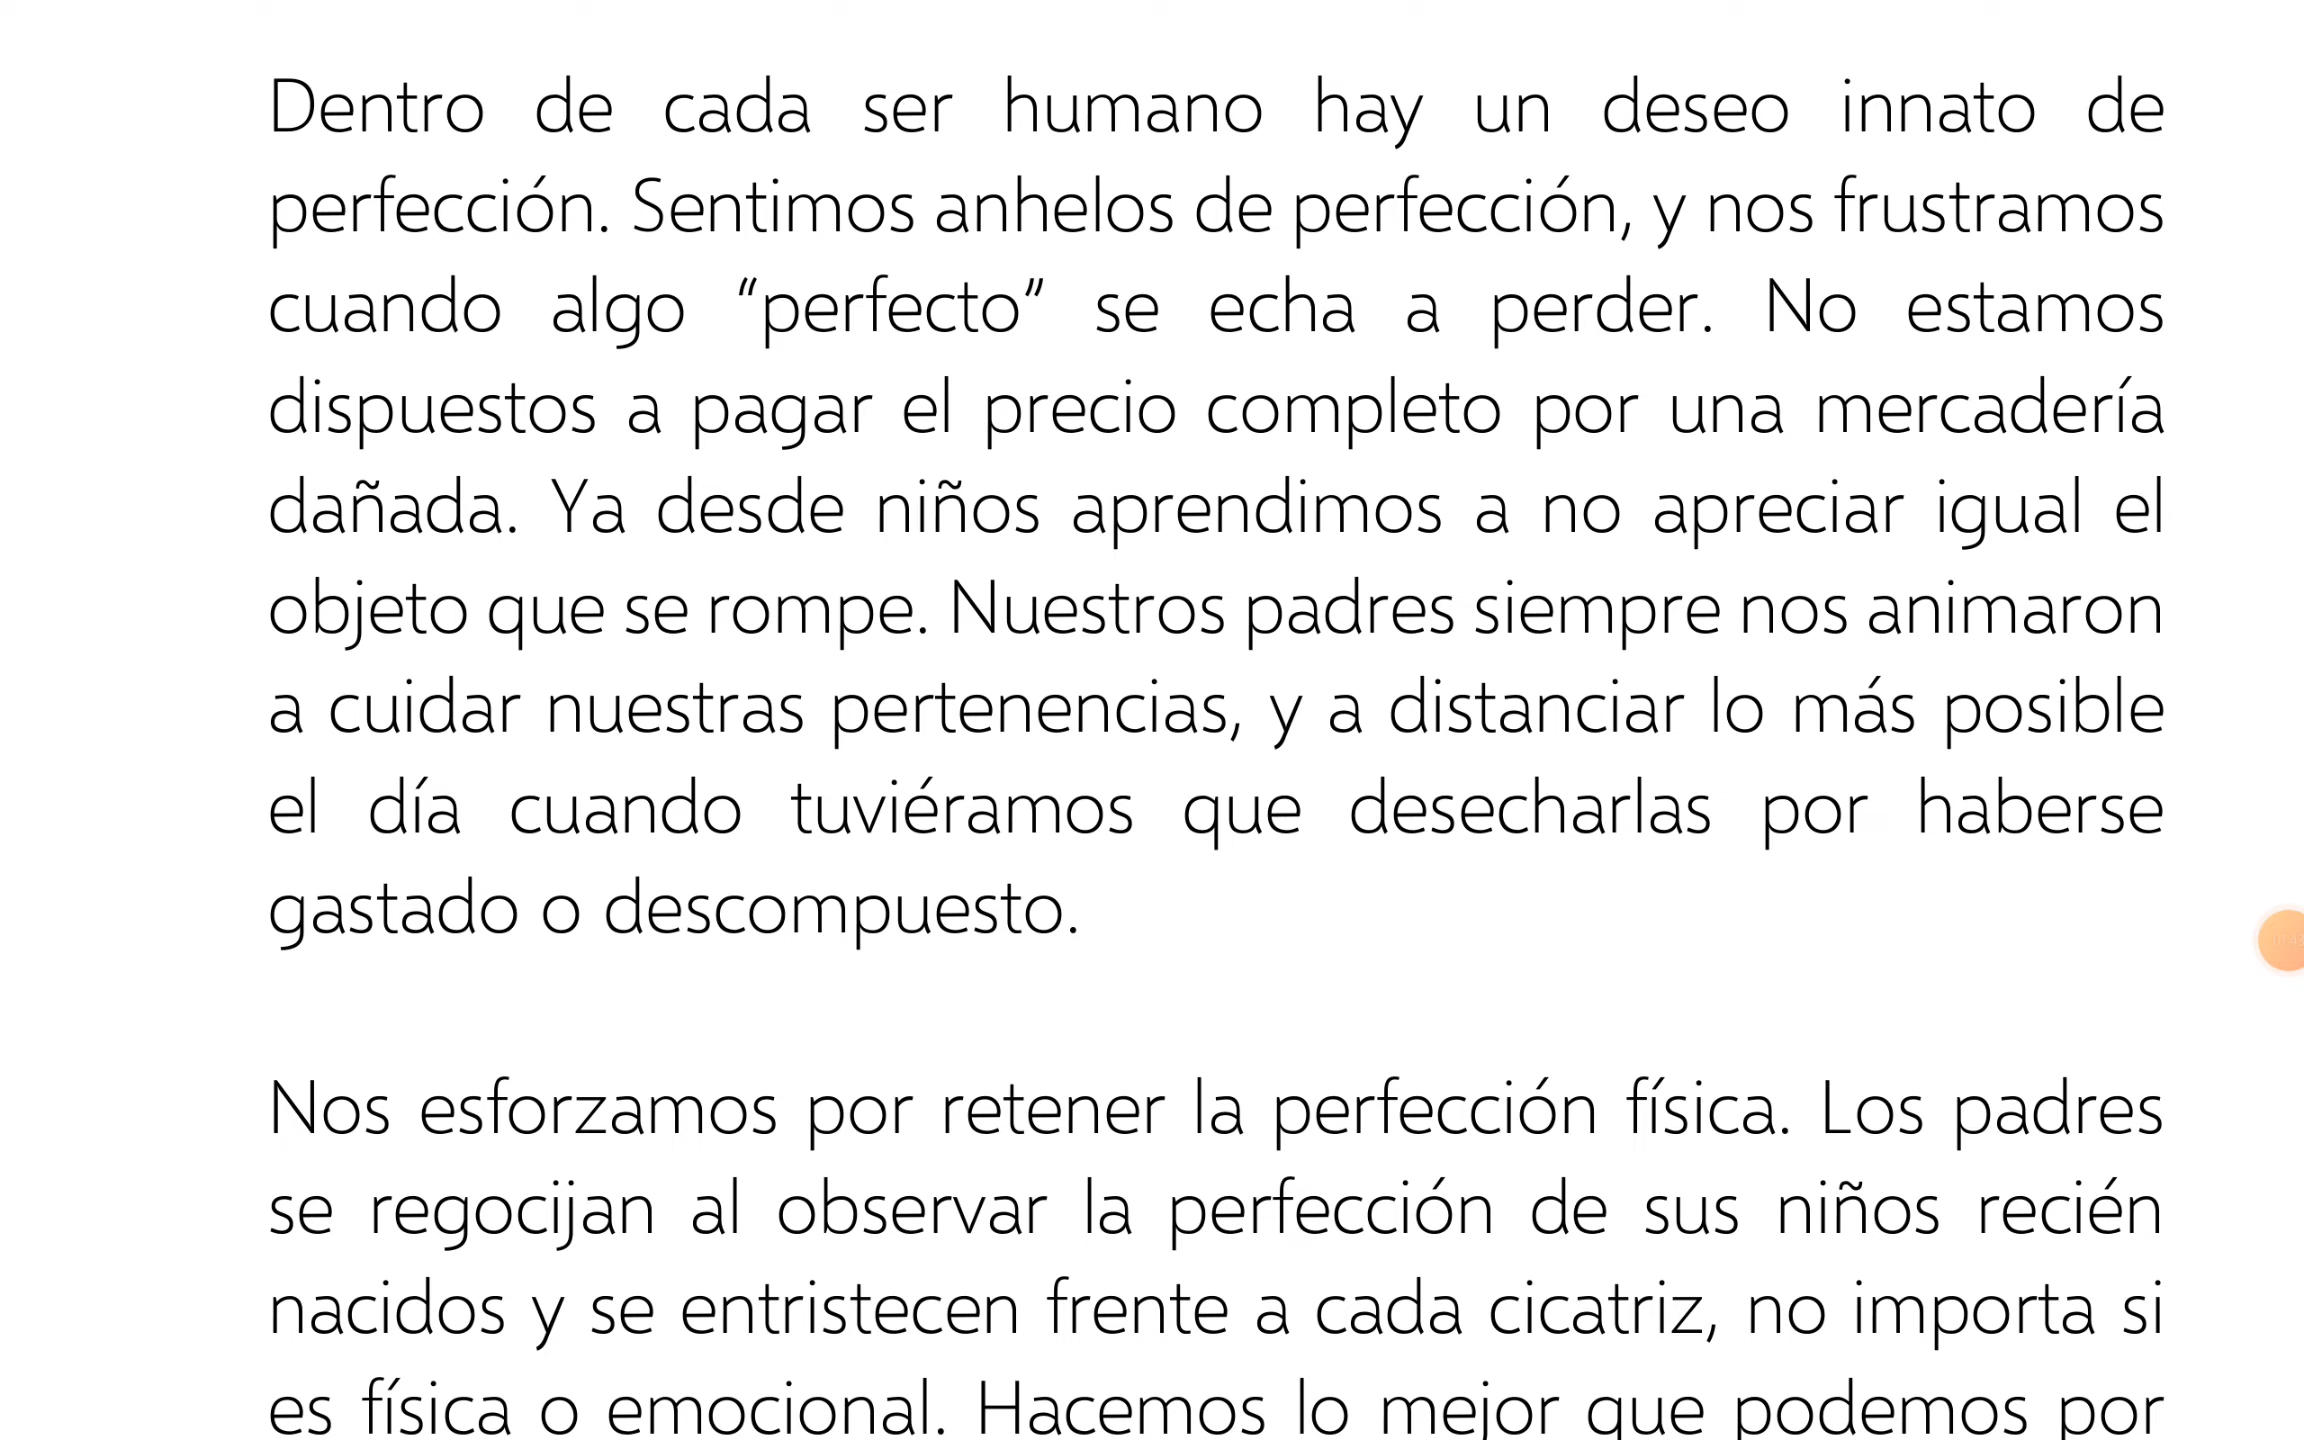 Dentro de cada ser humano hay un deseo innato de
perfección. Sentimos anhelos de perfección, y nos frustramos
cuando algo “perfecto” se echa a perder. No estamos
dispuestos a pagar el precio completo por una mercadería
dañada. Ya desde niños aprendimos a no apreciar igual el
objeto que se rompe. Nuestros padres siempre nos animaron
a cuidar nuestras pertenencias, y a distanciar lo más posible
el día cuando tuviéramos que desecharlas por haberse
gastado o descompuesto.
Nos esforzamos por retener la perfección física. Los padres
se regocijan al observar la perfección de sus niños recién
nacidos y se entristecen frente a cada cicatriz, no importa si
es física o emocional. Hacemos lo mejor que podemos por